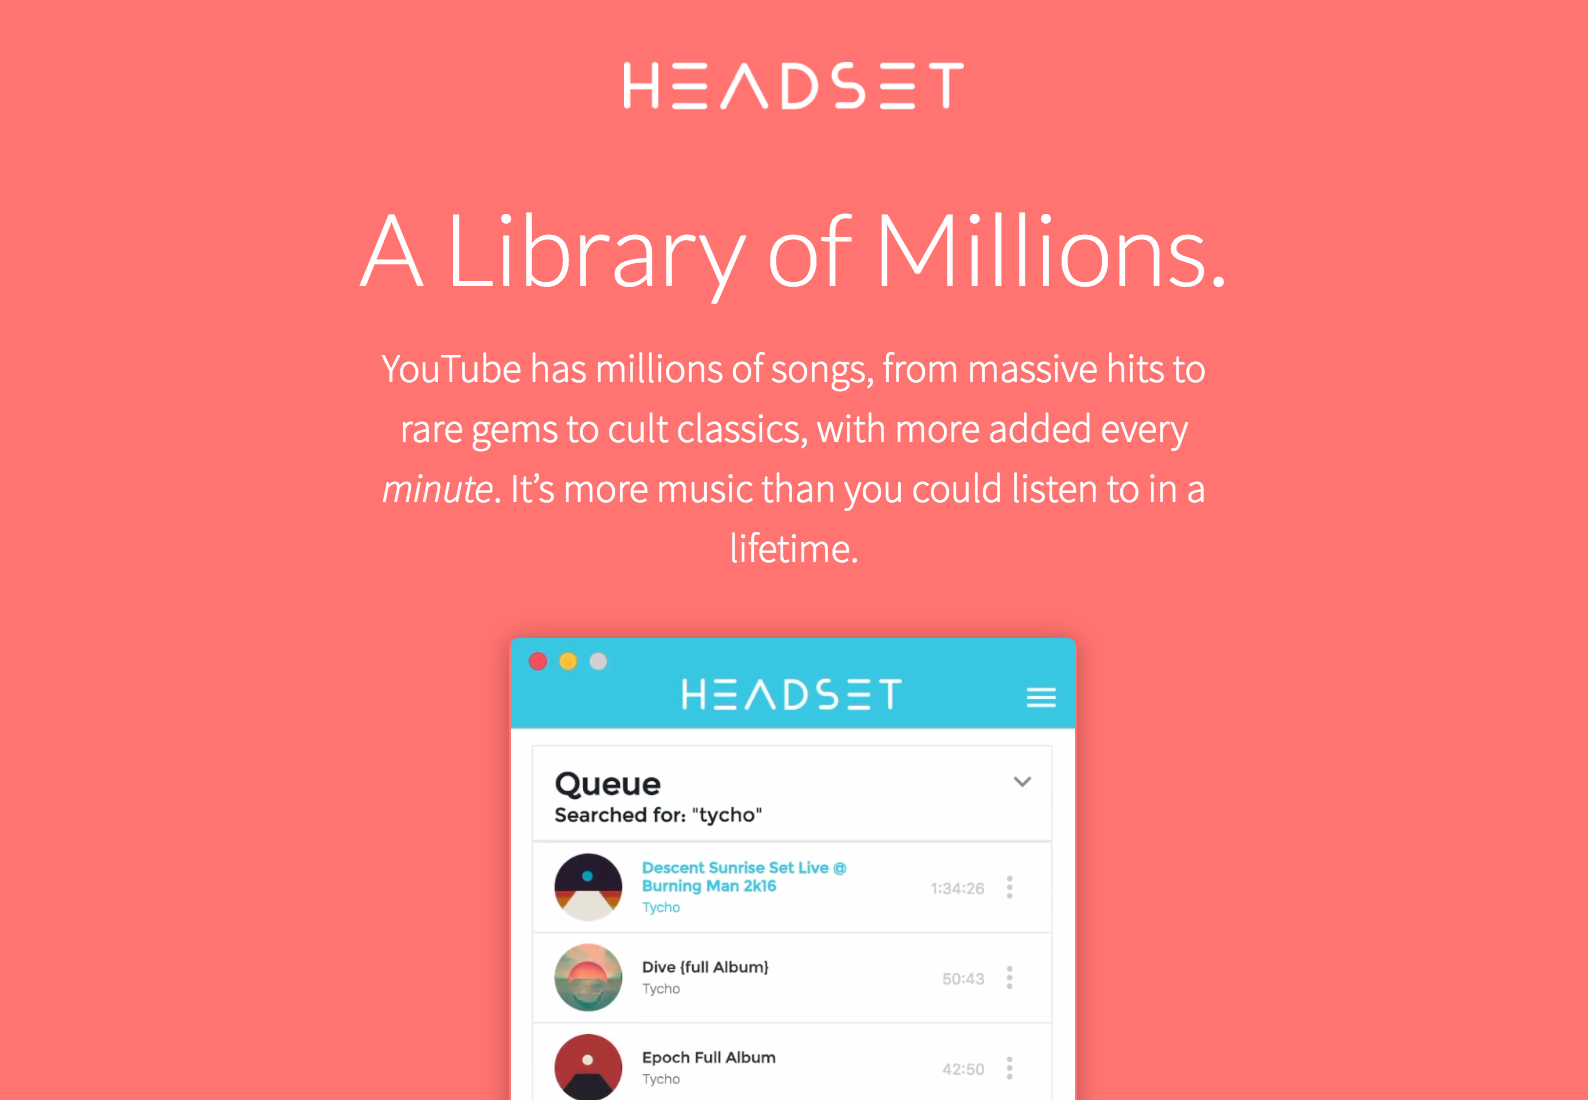 HEADSET
A Library of Millions.
YouTube has millions of songs, from massive hits to
rare gems to cult classics, with more added every
minute. It’s more music than you could listen to in a
lifetime.
HEADSET
Queue
Searched for: "tycho"
Descent Sunrise Set Live @
Burning Man 2k16
Tycho
1:34:26
Dive {full Album}
Tycho
50:43
Epoch Full Album
Tycho
42:50